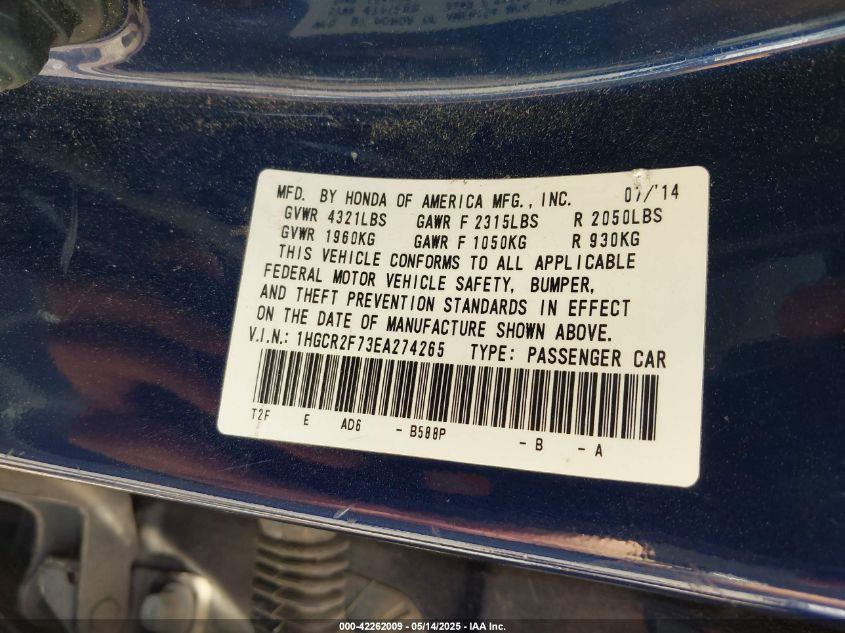 MFD. BY HONDA OF AMERICA MFG., INC. 07/'14
GVWR 4321LBS GAWR F 2315LBS R 2050LBS
GVWR 1960KG GAWR F 1050KG R 930KG
THIS VEHICLE CONFORMS TO ALL APPLICABLE
FEDERAL MOTOR VEHICLE SAFETY, BUMPER,
AND THEFT PREVENTION STANDARDS IN EFFECT
ON THE DATE OF MANUFACTURE SHOWN ABOVE.
V.I.N.: 1HGCR2F73EA274265 TYPE: PASSENGER CAR
T2F E AD6 - B588P - B - A
000-42262009 - 05/14/2025 - IAA Inc.